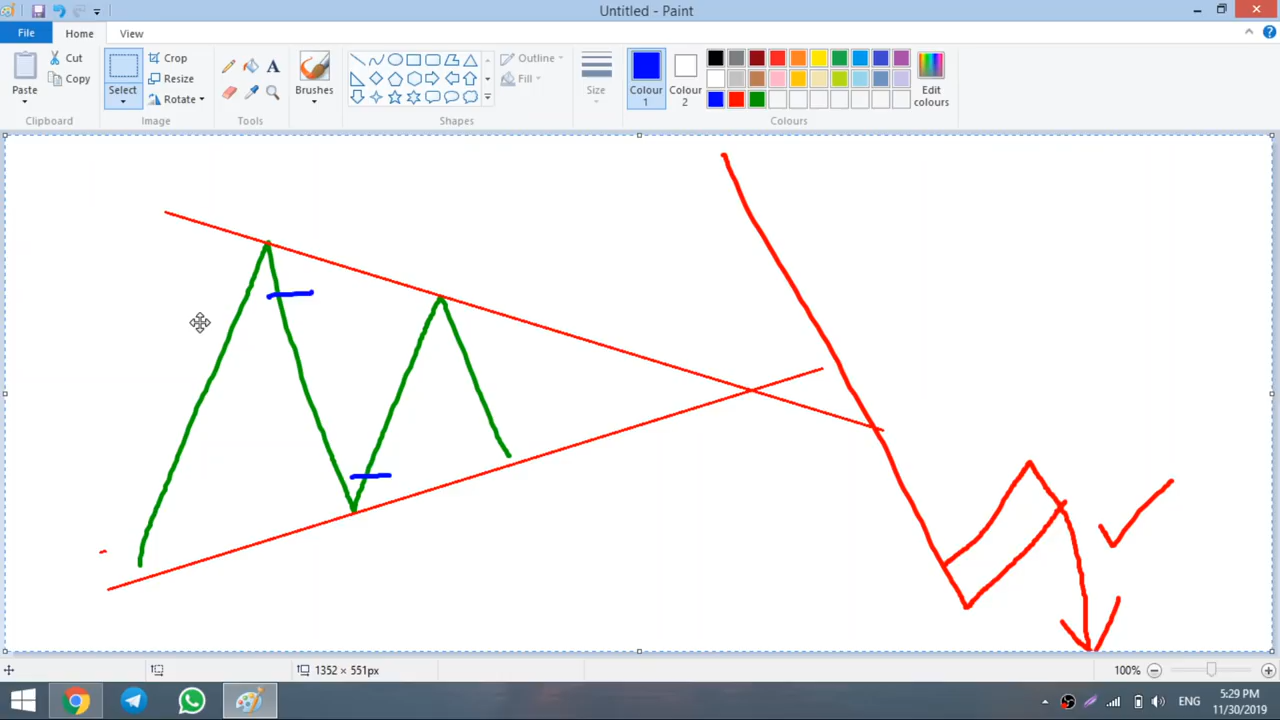 Untitled - Paint
File Home View
Paste
Cut
Copy
Clipboard
Select
Crop
Resize
Rotate
Image
A
Tools
Brushes
Outline
Fill
Shapes
Size
Colour 1
Colour 2
Edit colours
Colours
1352 × 551px
100%
ENG
5:29 PM
11/30/2019